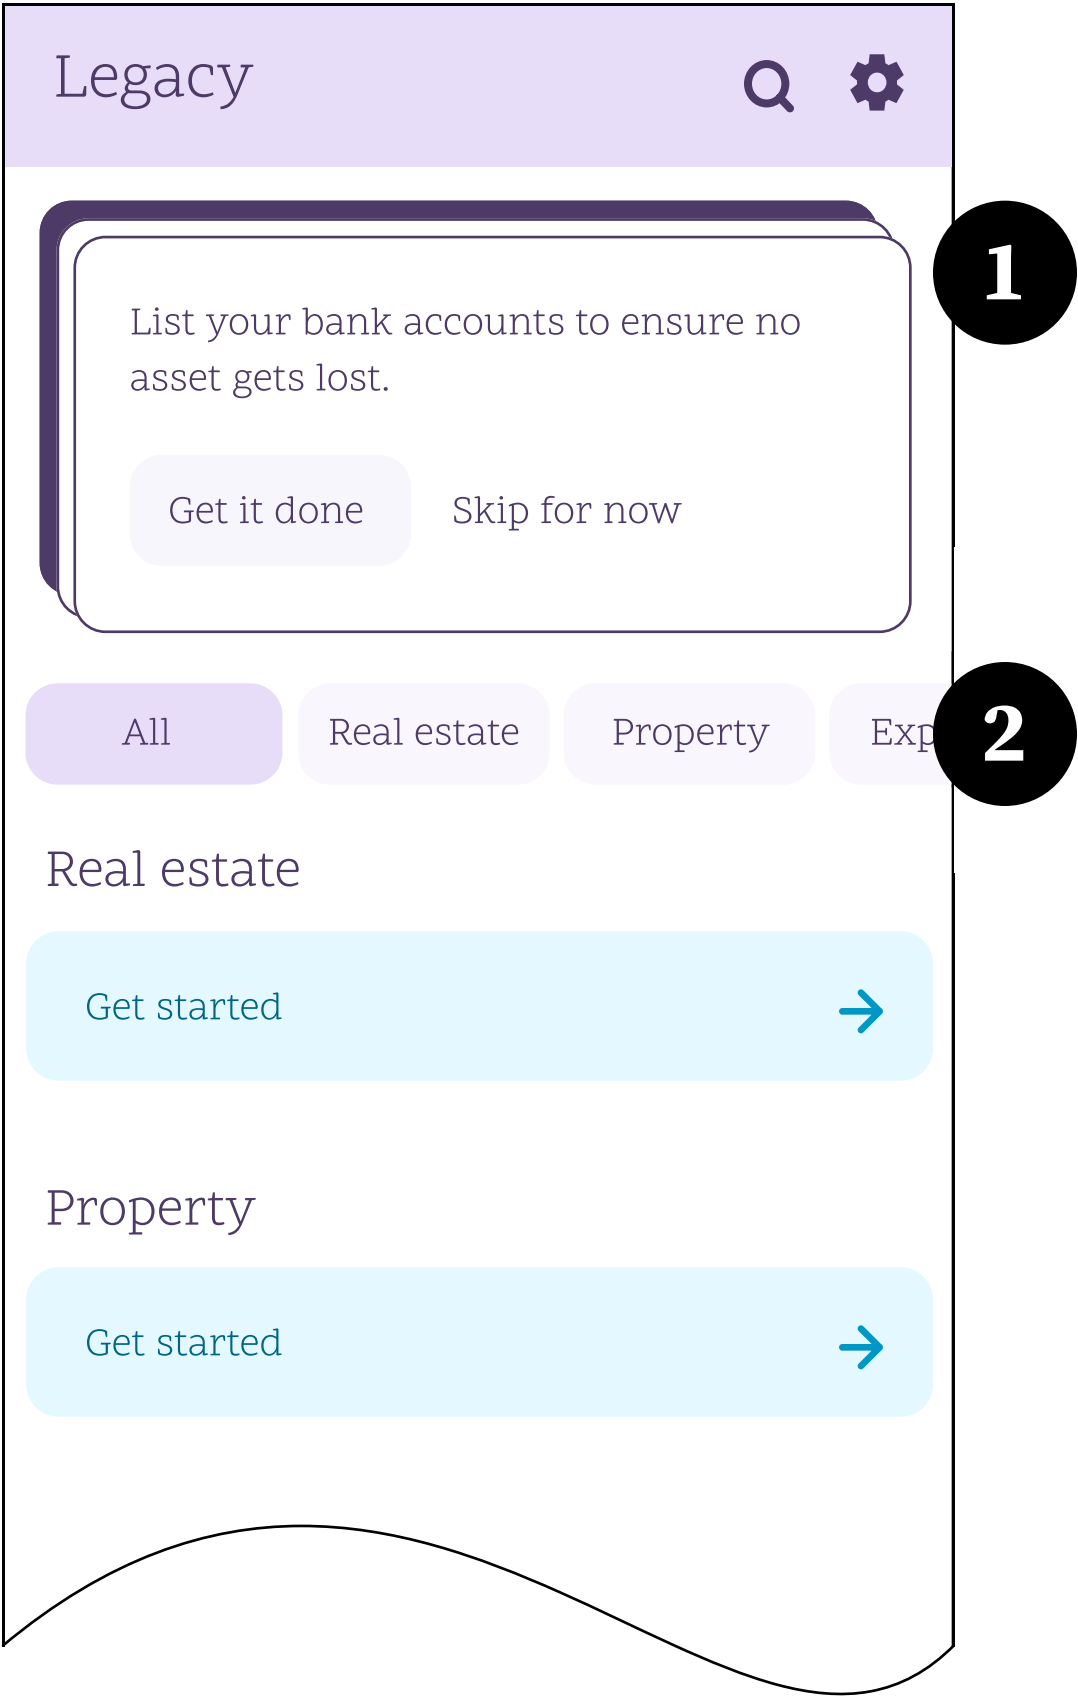 Legacy
1
List your bank accounts to ensure no
asset gets lost.
Get it done
Skip for now
All
Real estate
Property
Exp
2
Real estate
Get started
Property
Get started